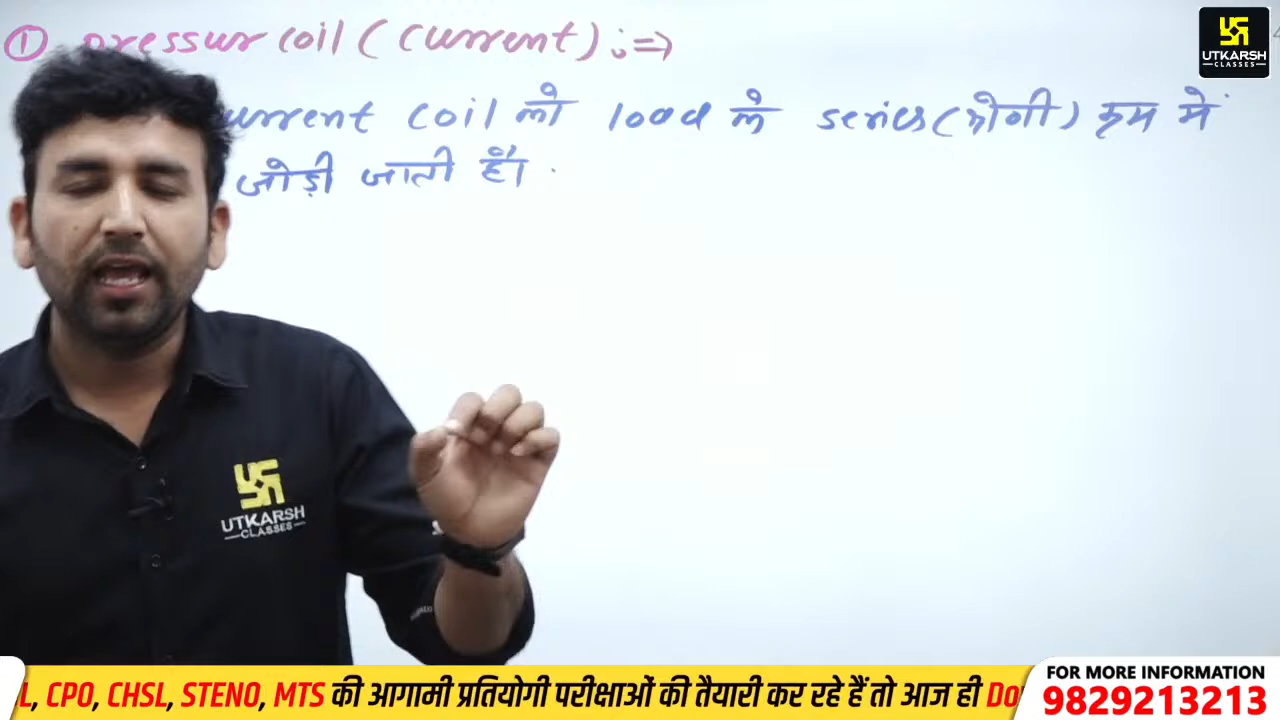 ① pressur coil (current) :⇒
UTKARSH
CLASSES
current coil को load के series (श्रेणी) क्रम में
जोड़ी जाती हैं।
UTKARSH
CLASSES
L, CPO, CHSL, STENO, MTS की आगामी प्रतियोगी परीक्षाओं की तैयारी कर रहे हैं तो आज ही Do
FOR MORE INFORMATION
9829213213